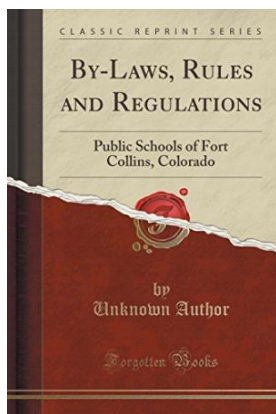 CLASSIC REPRINT SERIES
By-Laws, Rules
and Regulations
Public Schools of Fort
Collins, Colorado
by
Unknown Author
Forgotten Books